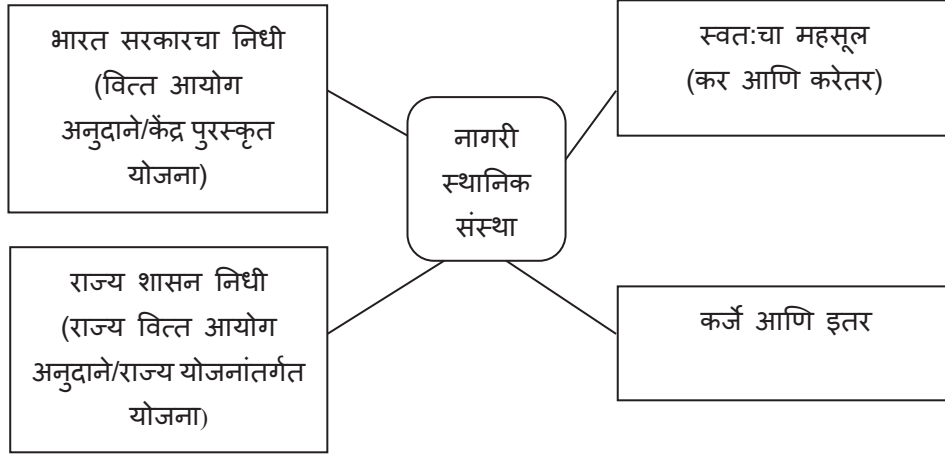 भारत सरकारचा निधी
(वित्त आयोग
अनुदाने/केंद्र पुरस्कृत
योजना)
स्वत:चा महसूल
(कर आणि करेतर)
नागरी
स्थानिक
संस्था
राज्य शासन निधी
(राज्य वित्त आयोग
अनुदाने/राज्य योजनांतर्गत
योजना)
कर्जे आणि इतर